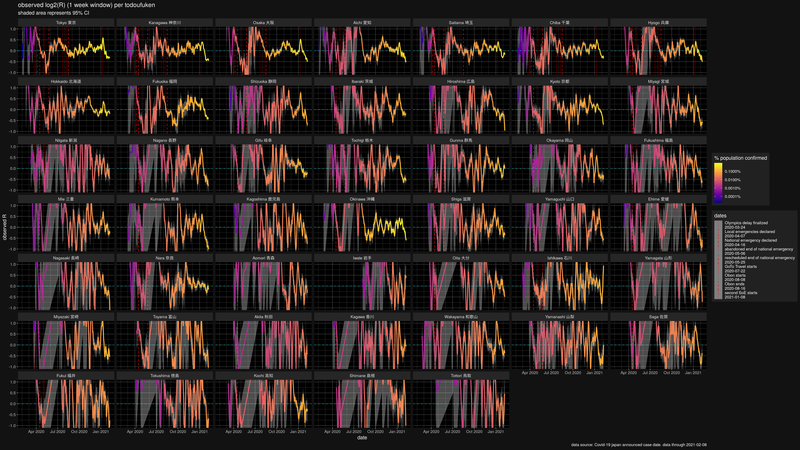 observed log2(R) (1 week window) per todoufuken
shaded area represents 95% CI
Tokyo 東京
Kanagawa 神奈川
Osaka 大阪
Aichi 愛知
Saitama 埼玉
Chiba 千葉
Hyogo 兵庫
Hokkaido 北海道
Fukuoka 福岡
Shizuoka 静岡
Ibaraki 茨城
Hiroshima 広島
Kyoto 京都
Miyagi 宮城
Niigata 新潟
Nagano 長野
Gifu 岐阜
Tochigi 栃木
Gunma 群馬
Okayama 岡山
Fukushima 福島
Mie 三重
Kumamoto 熊本
Kagoshima 鹿児島
Okinawa 沖縄
Shiga 滋賀
Yamaguchi 山口
Ehime 愛媛
Nagasaki 長崎
Nara 奈良
Aomori 青森
Iwate 岩手
Oita 大分
Ishikawa 石川
Yamagata 山形
Miyazaki 宮崎
Toyama 富山
Akita 秋田
Kagawa 香川
Wakayama 和歌山
Yamanashi 山梨
Saga 佐賀
Fukui 福井
Tokushima 徳島
Kochi 高知
Shimane 島根
Tottori 鳥取
observed R
1.0
0.5
0.0
-0.5
-1.0
Apr 2020
Jul 2020
Oct 2020
Jan 2021
date
% population confirmed
0.1000%
0.0100%
0.0010%
0.0001%
dates
Olympics delay finalized
2020-03-24
Local emergencies declared
2020-04-07
National emergency declared
2020-04-16
abandoned end of national emergency
2020-05-06
rescheduled end of national emergency
2020-05-25
GoTo Travel starts
2020-07-22
Obon starts
2020-08-08
Obon ends
2020-08-16
second SoE starts
2021-01-08
data source: Covid-19 japan announced case date. data through 2021-02-08